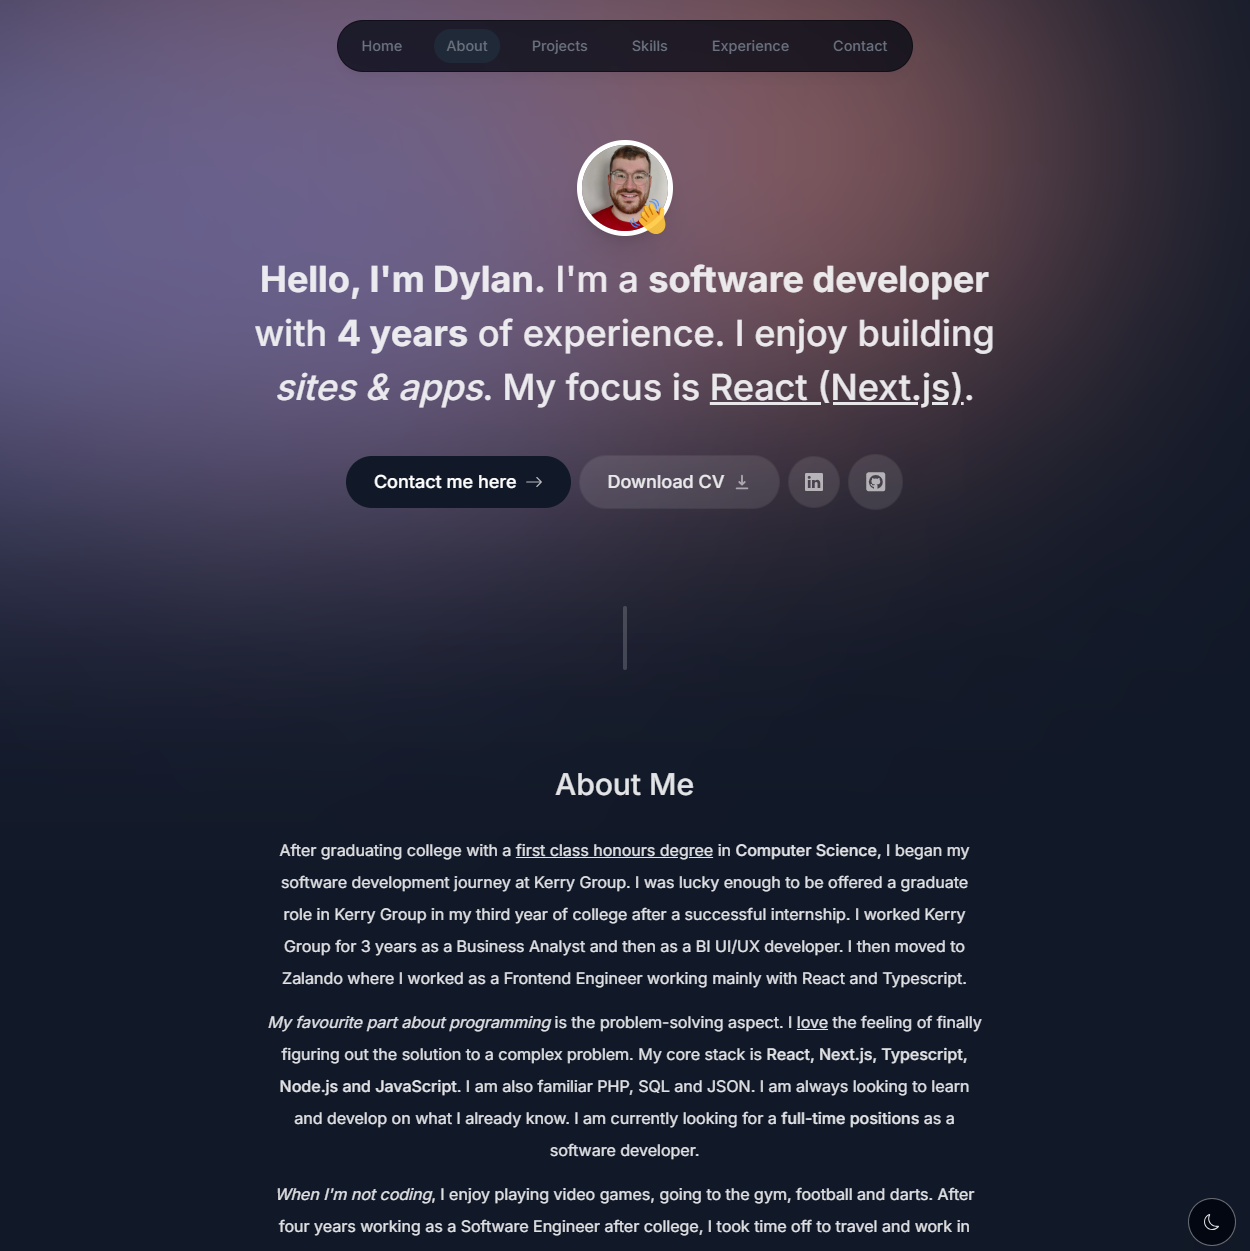 Home About Projects Skills Experience Contact
Hello, I'm Dylan. I'm a software developer
with 4 years of experience. I enjoy building
sites & apps. My focus is React (Next.js).
Contact me here Download CV
About Me
After graduating college with a first class honours degree in Computer Science, I began my
software development journey at Kerry Group. I was lucky enough to be offered a graduate
role in Kerry Group in my third year of college after a successful internship. I worked Kerry
Group for 3 years as a Business Analyst and then as a BI UI/UX developer. I then moved to
Zalando where I worked as a Frontend Engineer working mainly with React and Typescript.
My favourite part about programming is the problem-solving aspect. I love the feeling of finally
figuring out the solution to a complex problem. My core stack is React, Next.js, Typescript,
Node.js and JavaScript. I am also familiar PHP, SQL and JSON. I am always looking to learn
and develop on what I already know. I am currently looking for a full-time positions as a
software developer.
When I'm not coding, I enjoy playing video games, going to the gym, football and darts. After
four years working as a Software Engineer after college, I took time off to travel and work in